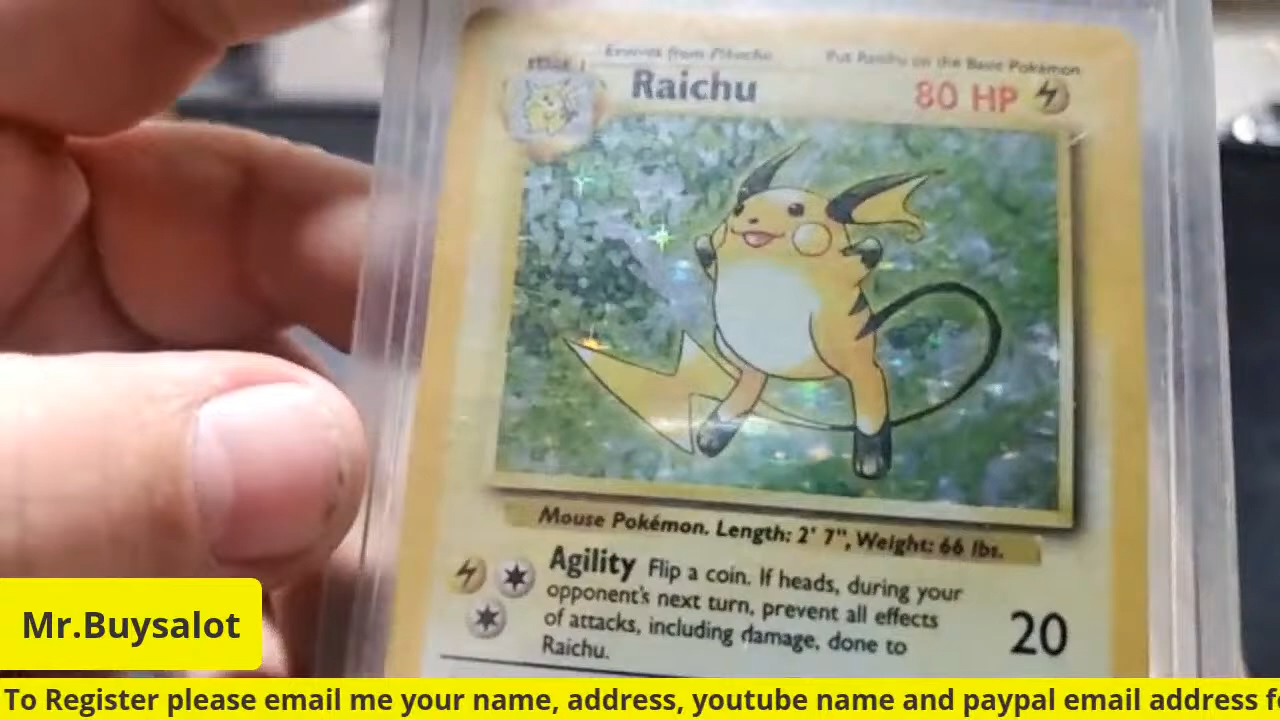 Evolves from Pikachu
Put Raichu on the Basic Pokémon
STAGE 1
Raichu
80 HP
Mouse Pokémon. Length: 2' 7", Weight: 66 lbs.
Agility Flip a coin. If heads, during your
opponent's next turn, prevent all effects
of attacks, including damage, done to
Raichu.
20
Mr.Buysalot
To Register please email me your name, address, youtube name and paypal email address